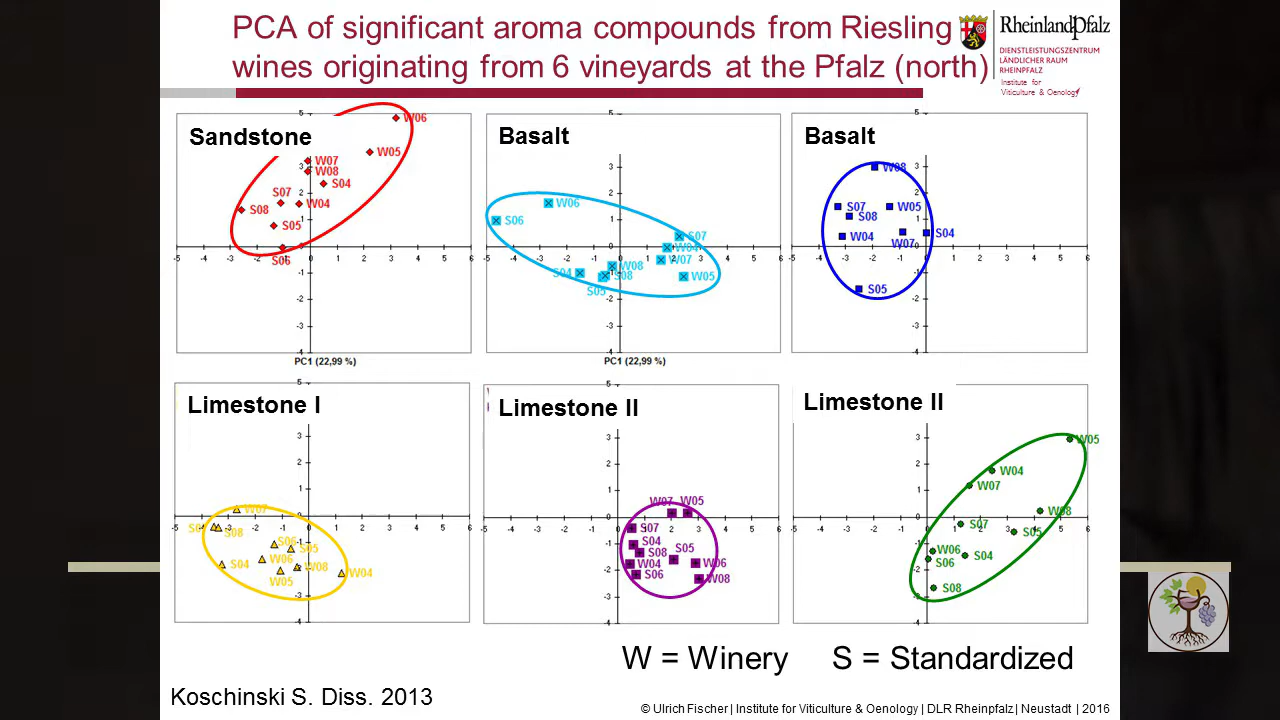 PCA of significant aroma compounds from Riesling
wines originating from 6 vineyards at the Pfalz (north)
RheinlandPfalz
DIENSTLEISTUNGSZENTRUM
LÄNDLICHER RAUM
RHEINPFALZ
Institute for
Viticulture & Oenology
Sandstone
W06
W05
W07
W08
S04
S07
W04
S08
S05
S06
PC1 (22,99 %)
Basalt
W06
S06
S07
W04
W07
W08
S04
S08
W05
S05
PC1 (22,99 %)
Basalt
W08
S07
W05
S08
W04
W07
S04
S05
Limestone I
W07
S08
S06
S05
S04
W06
W08
W04
W05
Limestone II
W07 W05
S07
S04
S08
S05
W04
W06
S06
W08
Limestone II
W05
W04
W07
W08
S07
S05
W06
S04
S06
S08
W = Winery S = Standardized
Koschinski S. Diss. 2013
© Ulrich Fischer | Institute for Viticulture & Oenology | DLR Rheinpfalz | Neustadt | 2016